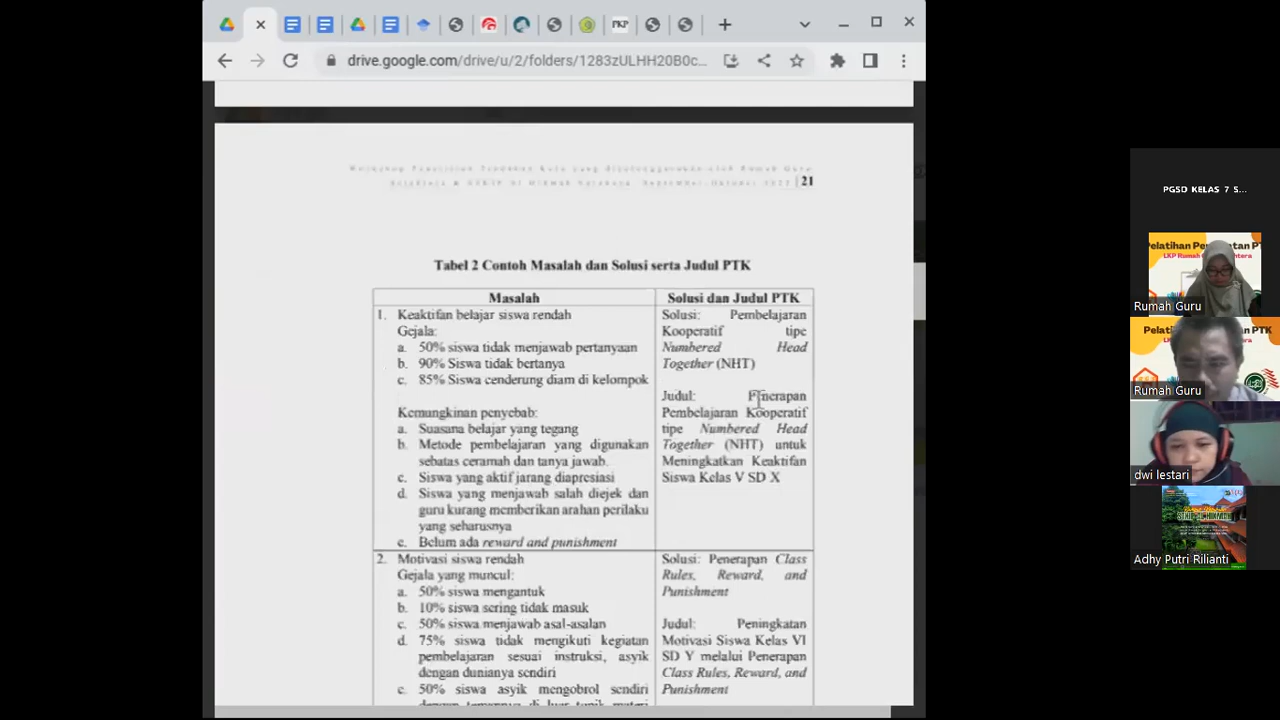 PKP
drive.google.com/drive/u/2/folders/1283zULHH20B0c...
21
Tabel 2 Contoh Masalah dan Solusi serta Judul PTK
Masalah
1. Keaktifan belajar siswa rendah
Gejala:
a. 50% siswa tidak menjawab pertanyaan
b. 90% Siswa tidak bertanya
c. 85% Siswa cenderung diam di kelompok
Kemungkinan penyebab:
a. Suasana belajar yang tegang
b. Metode pembelajaran yang digunakan
sebatas ceramah dan tanya jawab.
c. Siswa yang aktif jarang diapresiasi
d. Siswa yang menjawab salah diejek dan
guru kurang memberikan arahan perilaku
yang seharusnya
e. Belum ada reward and punishment
Solusi dan Judul PTK
Solusi: Pembelajaran
Kooperatif tipe
Numbered Head
Together (NHT)
Judul: Penerapan
Pembelajaran Kooperatif
tipe Numbered Head
Together (NHT) untuk
Meningkatkan Keaktifan
Siswa Kelas V SD X
2. Motivasi siswa rendah
Gejala yang muncul:
a. 50% siswa mengantuk
b. 10% siswa sering tidak masuk
c. 50% siswa menjawab asal-asalan
d. 75% siswa tidak mengikuti kegiatan
pembelajaran sesuai instruksi, asyik
dengan dunianya sendiri
e. 50% siswa asyik mengobrol sendiri
dengan temannya di luar topik materi
Solusi: Penerapan Class
Rules, Reward, and
Punishment
Judul: Peningkatan
Motivasi Siswa Kelas VI
SD Y melalui Penerapan
Class Rules, Reward, and
Punishment
PGSD KELAS 7 S...
Rumah Guru
Rumah Guru
dwi lestari
Adhy Putri Rilianti